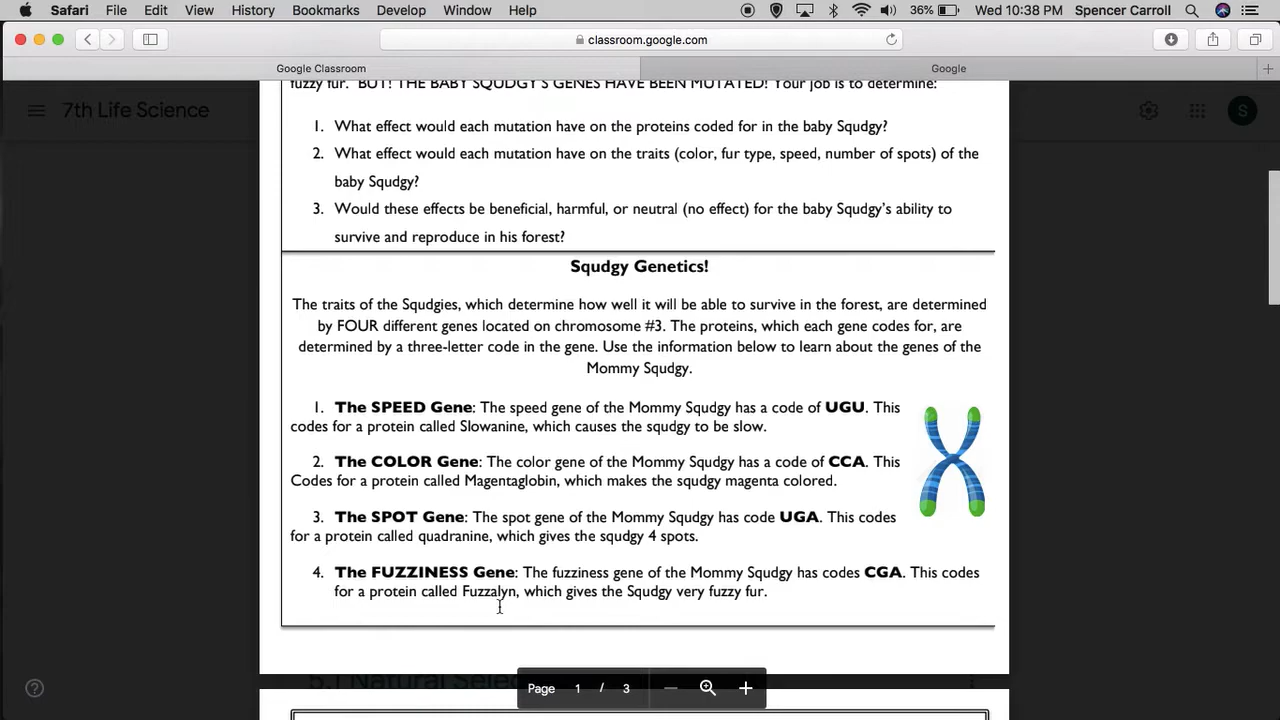 Safari File Edit View History Bookmarks Develop Window Help 36% Wed 10:38 PM Spencer Carroll
classroom.google.com
Google Classroom Google
7th Life Science S
fuzzy fur. BUT! THE BABY SQUDGY'S GENES HAVE BEEN MUTATED! Your job is to determine:
1. What effect would each mutation have on the proteins coded for in the baby Squdgy?
2. What effect would each mutation have on the traits (color, fur type, speed, number of spots) of the
baby Squdgy?
3. Would these effects be beneficial, harmful, or neutral (no effect) for the baby Squdgy's ability to
survive and reproduce in his forest?
Squdgy Genetics!
The traits of the Squdgies, which determine how well it will be able to survive in the forest, are determined
by FOUR different genes located on chromosome #3. The proteins, which each gene codes for, are
determined by a three-letter code in the gene. Use the information below to learn about the genes of the
Mommy Squdgy.
1. The SPEED Gene: The speed gene of the Mommy Squdgy has a code of UGU. This
codes for a protein called Slowanine, which causes the squdgy to be slow.
2. The COLOR Gene: The color gene of the Mommy Squdgy has a code of CCA. This
Codes for a protein called Magentaglobin, which makes the squdgy magenta colored.
3. The SPOT Gene: The spot gene of the Mommy Squdgy has code UGA. This codes
for a protein called quadranine, which gives the squdgy 4 spots.
4. The FUZZINESS Gene: The fuzziness gene of the Mommy Squdgy has codes CGA. This codes
for a protein called Fuzzalyn, which gives the Squdgy very fuzzy fur.
5.1 Natural Selec
Page 1 / 3